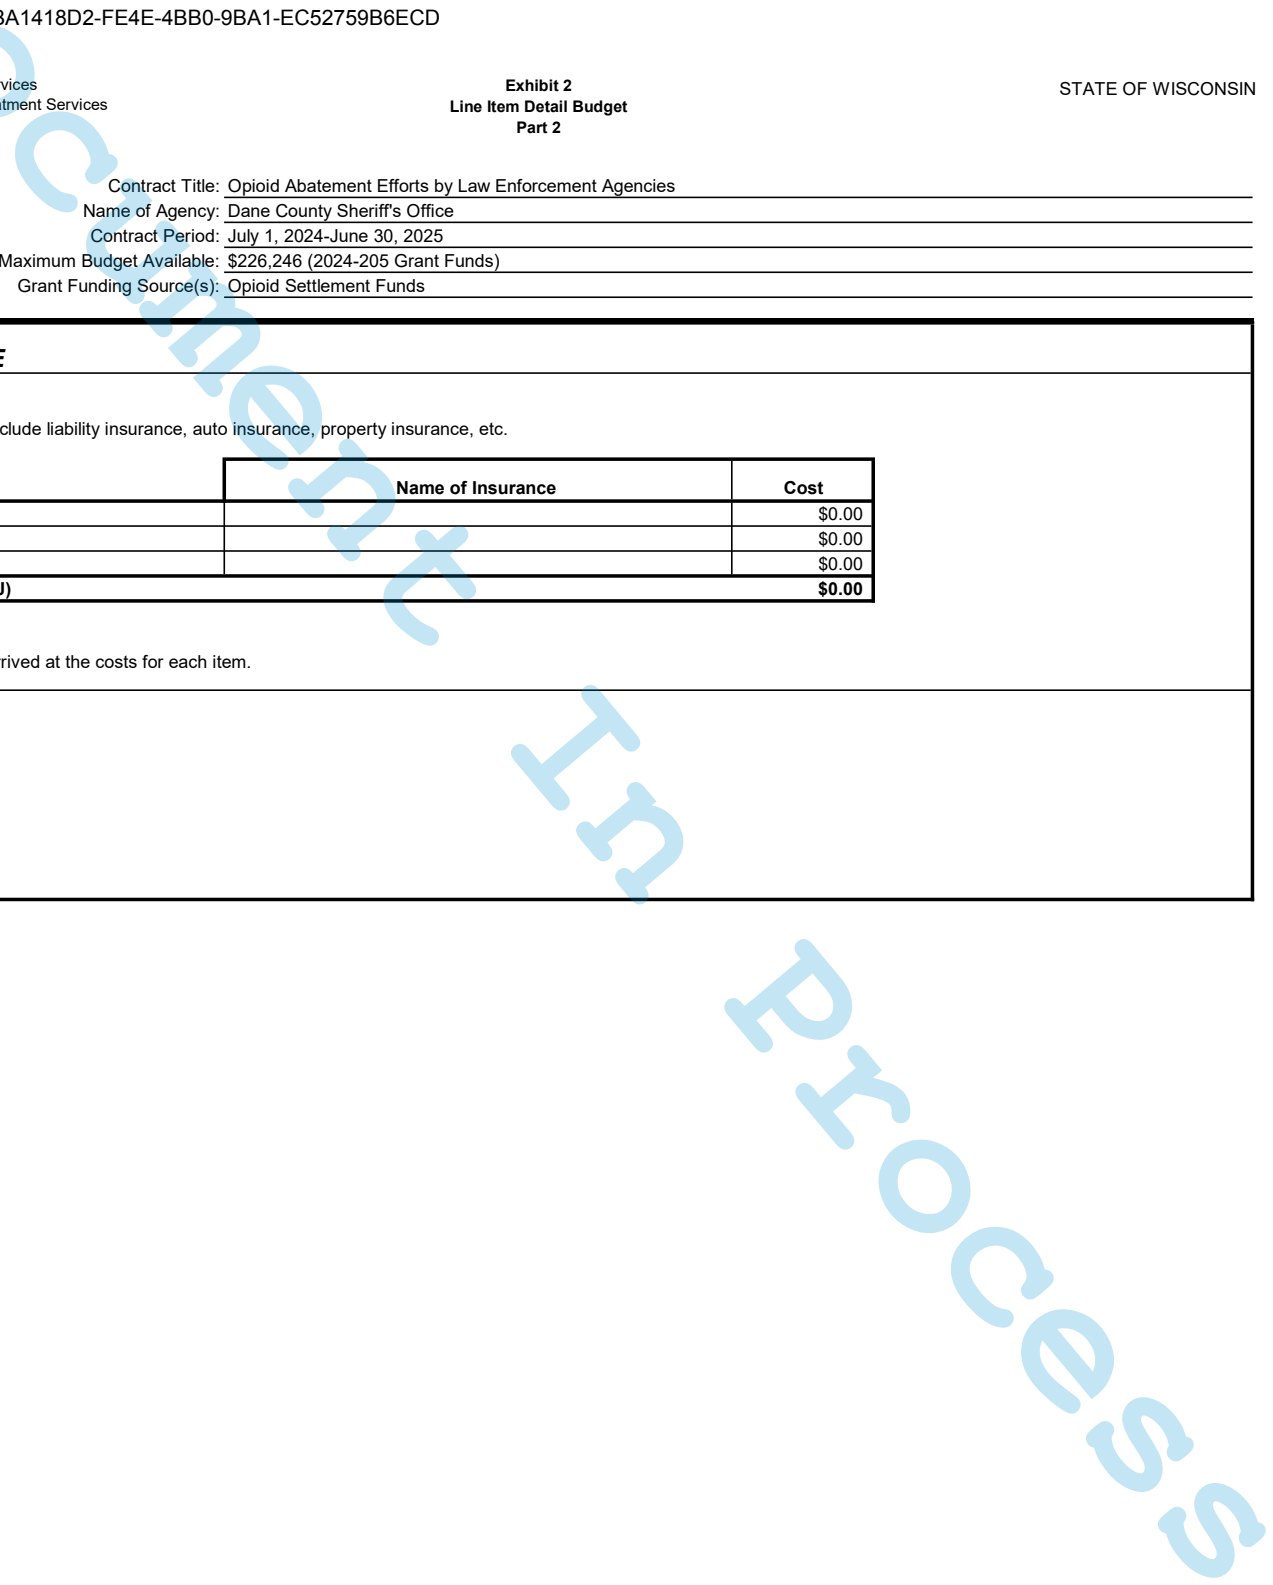 BA1418D2-FE4E-4BB0-9BA1-EC52759B6ECD
vices
Exhibit 2
STATE OF WISCONSIN
tment Services
Line Item Detail Budget
Part 2
Contract Title: Opioid Abatement Efforts by Law Enforcement Agencies
Name of Agency: Dane County Sheriff's Office
Contract Period: July 1, 2024-June 30, 2025
Maximum Budget Available: $226,246 (2024-205 Grant Funds)
Grant Funding Source(s): Opioid Settlement Funds
E
clude liability insurance, auto insurance, property insurance, etc.
Name of Insurance Cost
$0.00
$0.00
$0.00
J) $0.00
rived at the costs for each item.
ocument In Process